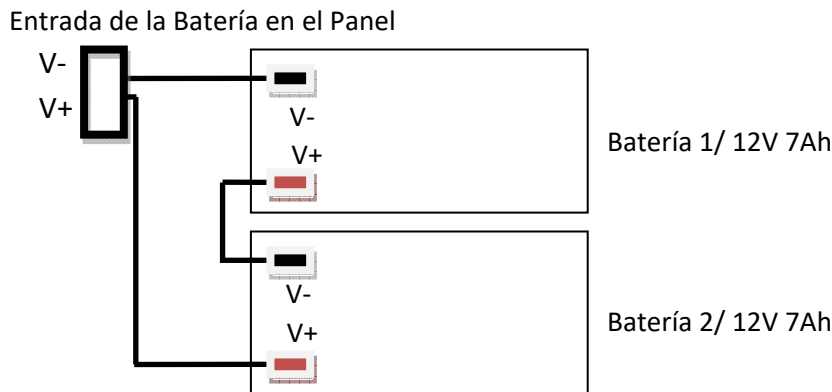 Entrada de la Batería en el Panel
V-
V+
V-
V+
Batería 1/ 12V 7Ah
V-
V+
Batería 2/ 12V 7Ah